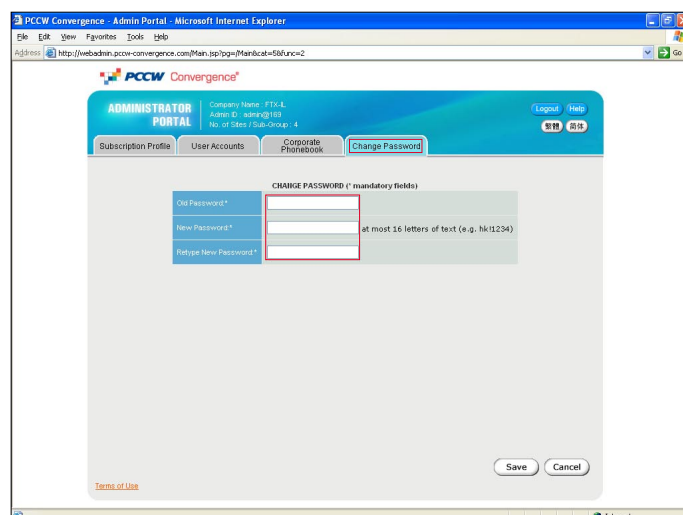 PCCW Convergence - Admin Portal - Microsoft Internet Explorer
File Edit View Favorites Tools Help
Address http://webadmin.pccw-convergence.com/Main.jsp?pg=/Main&cat=5&func=2 Go
PCCW Convergence
ADMINISTRATOR PORTAL
Company Name : FTX-IL
Admin ID : admin@169
No. of Sites / Sub-Group : 4
Logout Help
繁體 简体
Subscription Profile User Accounts Corporate Phonebook Change Password
CHANGE PASSWORD (* mandatory fields)
Old Password:*
New Password:* at most 16 letters of text (e.g. hk!1234)
Retype New Password:*
Save Cancel
Terms of Use